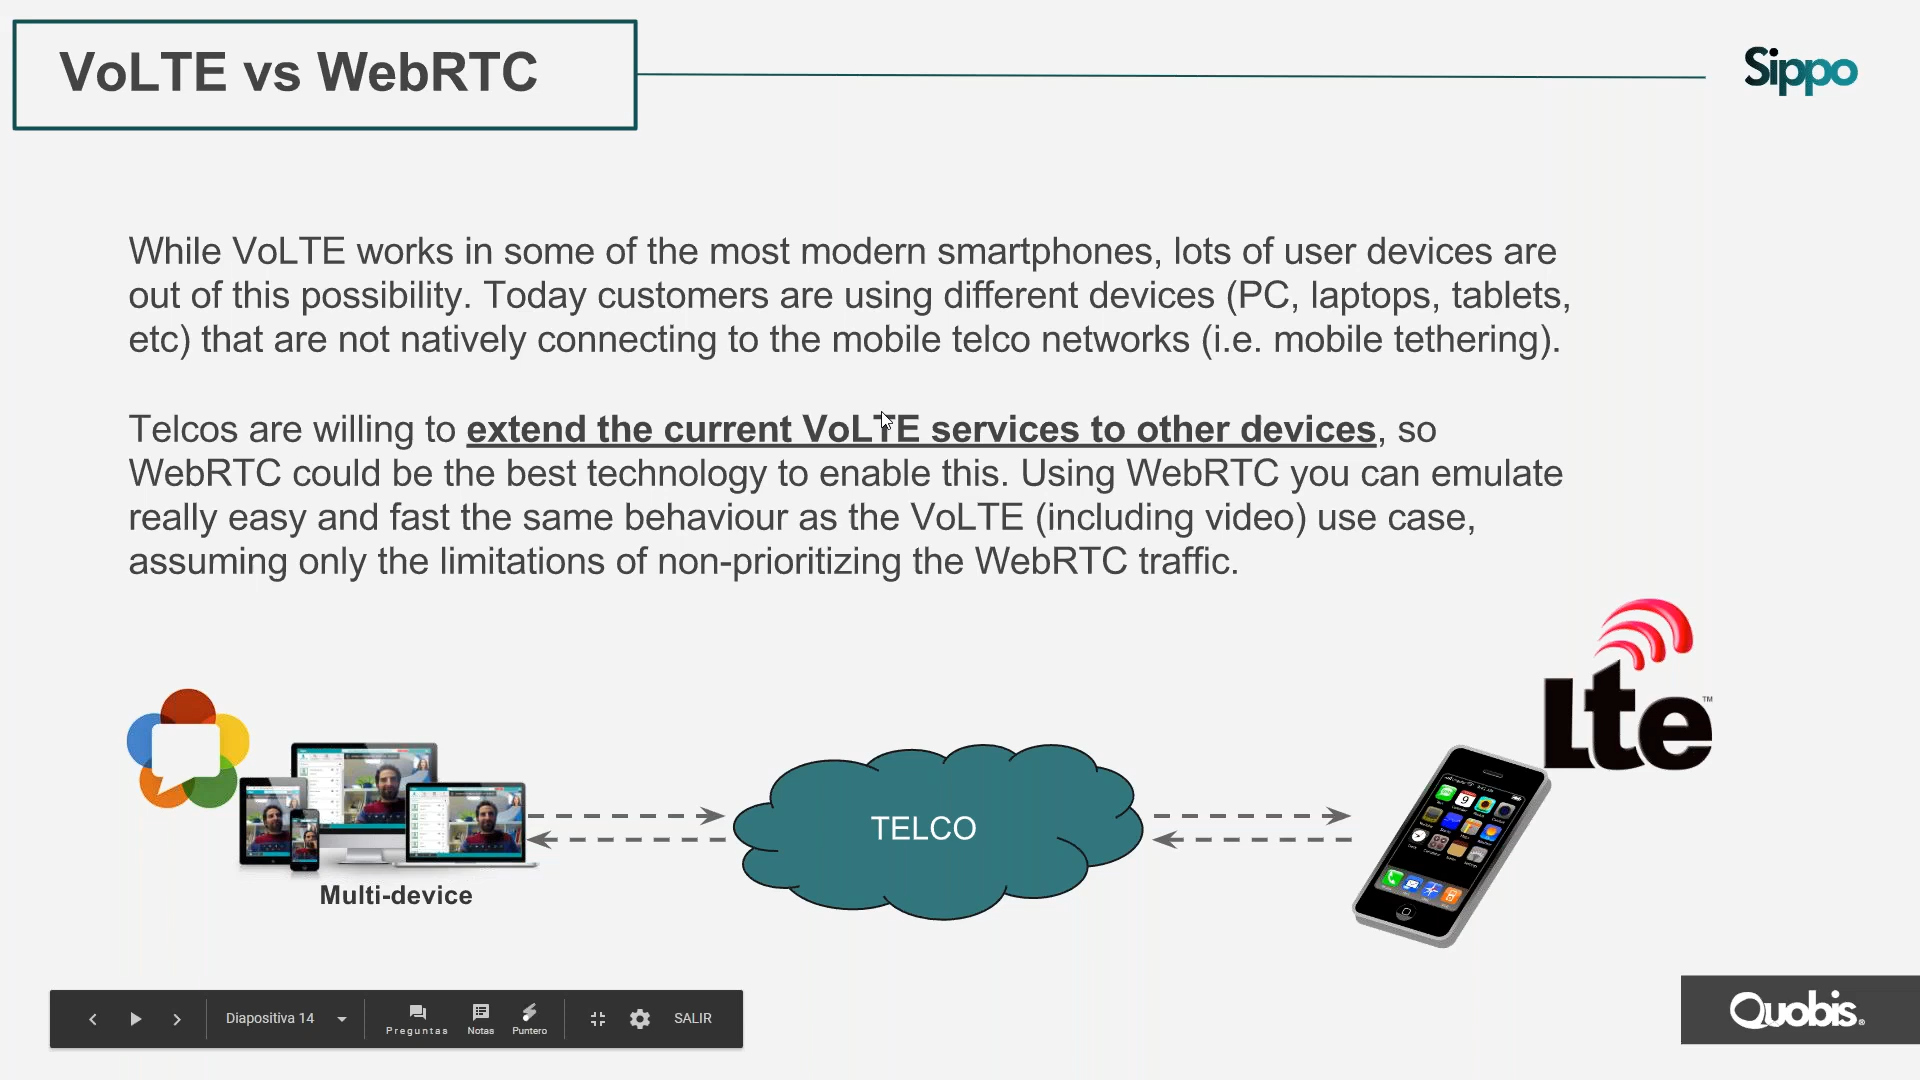 VoLTE vs WebRTC
Sippo
While VoLTE works in some of the most modern smartphones, lots of user devices are
out of this possibility. Today customers are using different devices (PC, laptops, tablets,
etc) that are not natively connecting to the mobile telco networks (i.e. mobile tethering).
Telcos are willing to extend the current VoLTE services to other devices, so
WebRTC could be the best technology to enable this. Using WebRTC you can emulate
really easy and fast the same behaviour as the VoLTE (including video) use case,
assuming only the limitations of non-prioritizing the WebRTC traffic.
Lte™
TELCO
Multi-device
Diapositiva 14
Preguntas
Notas
Puntero
SALIR
Quobis®